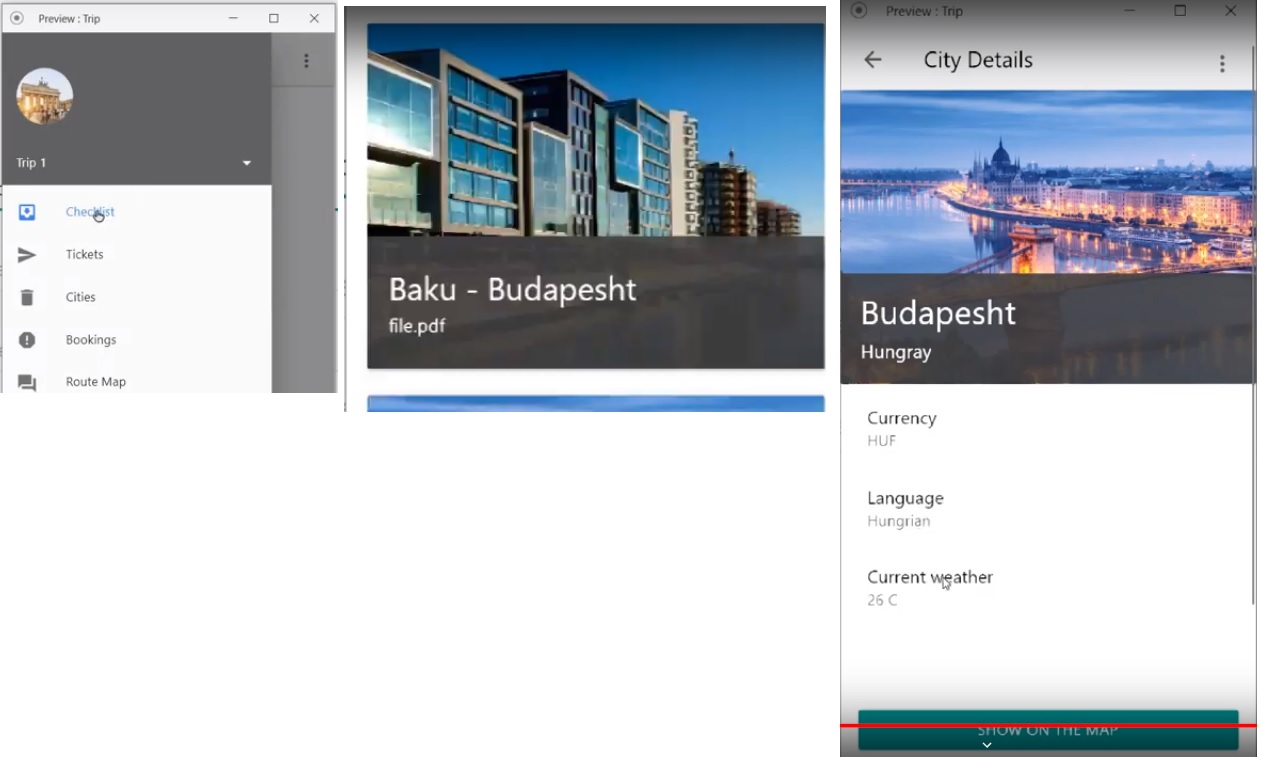 Preview : Trip
Trip 1
Checklist
Tickets
Cities
Bookings
Route Map
Baku - Budapesht
file.pdf
Preview : Trip
City Details
Budapesht
Hungray
Currency
HUF
Language
Hungrian
Current weather
26 C
SHOW ON THE MAP